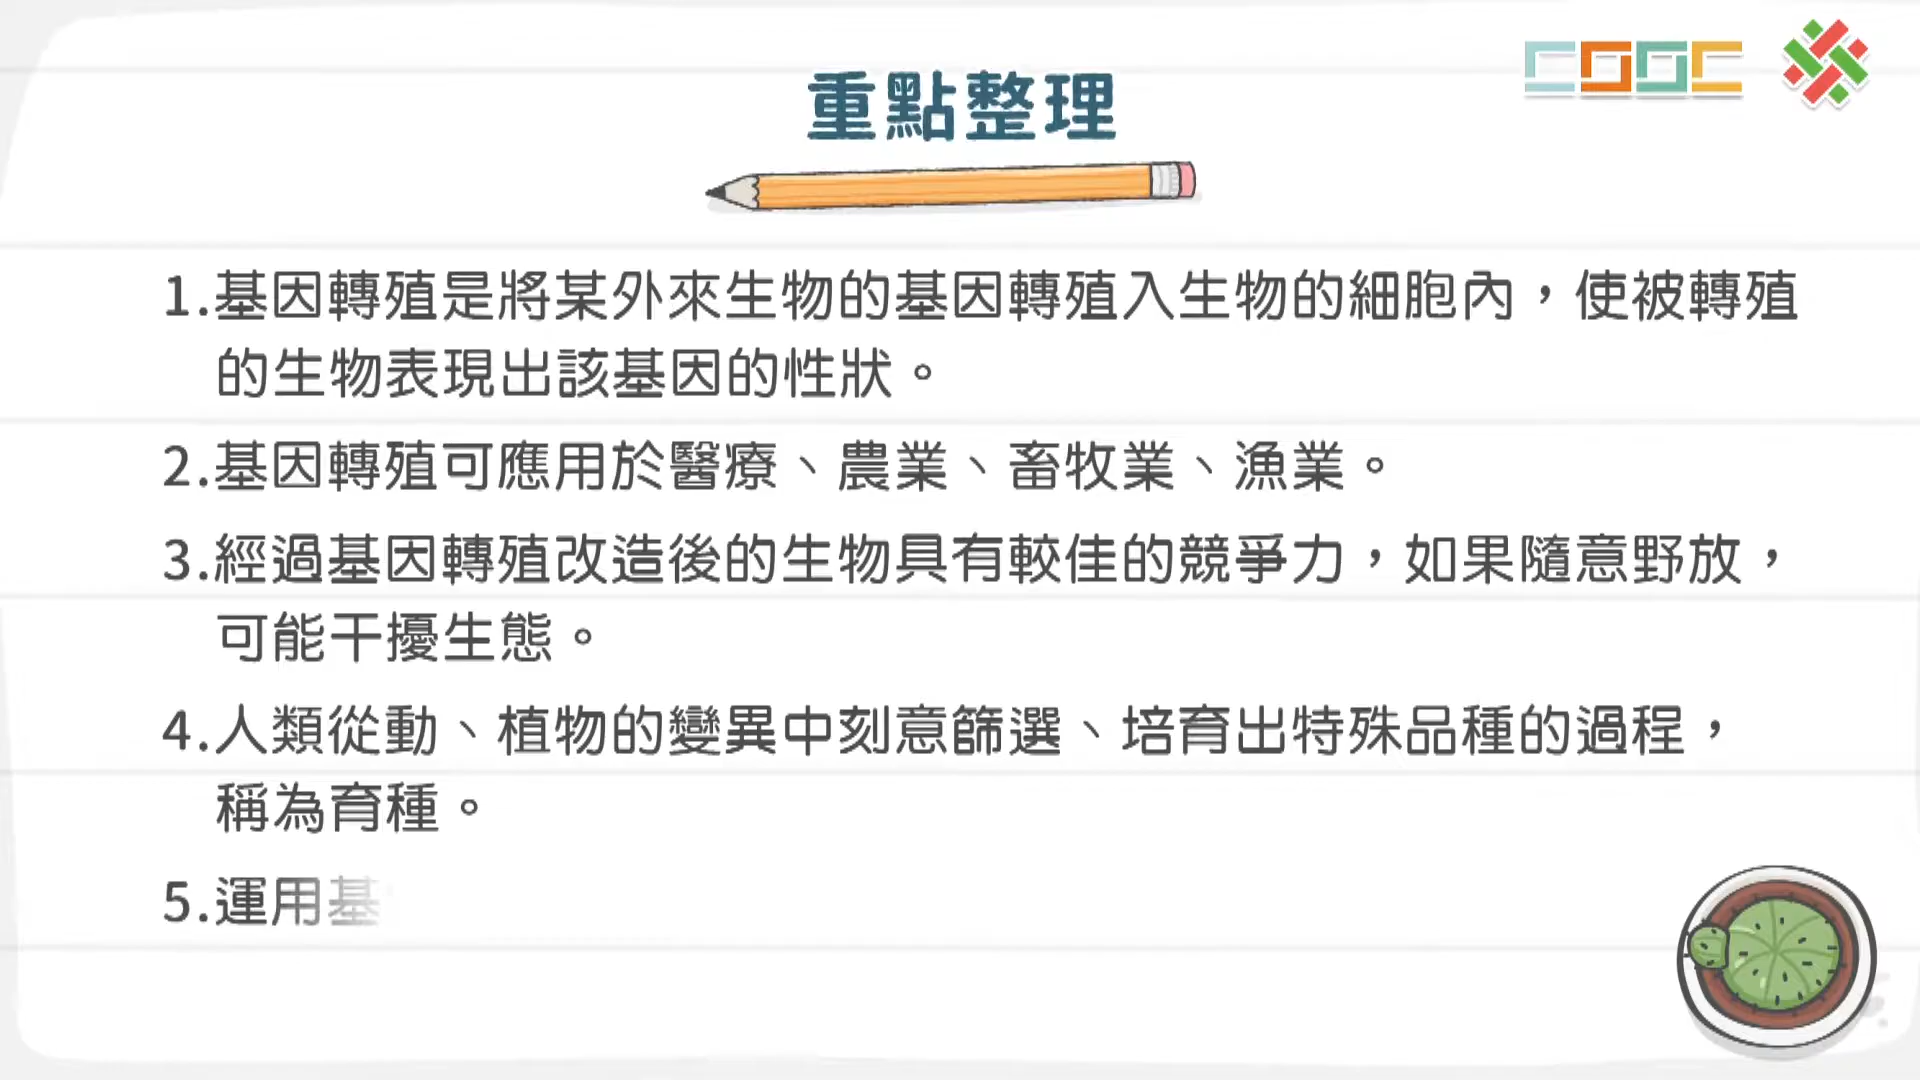 COOC
重點整理
1.基因轉殖是將某外來生物的基因轉殖入生物的細胞內，使被轉殖
的生物表現出該基因的性狀。
2.基因轉殖可應用於醫療、農業、畜牧業、漁業。
3.經過基因轉殖改造後的生物具有較佳的競爭力，如果隨意野放，
可能干擾生態。
4.人類從動、植物的變異中刻意篩選、培育出特殊品種的過程，
稱為育種。
5.運用基